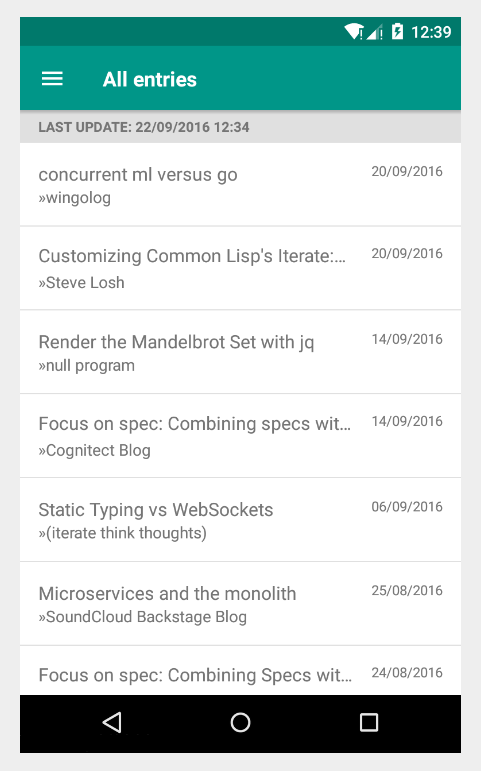 12:39
All entries
LAST UPDATE: 22/09/2016 12:34
concurrent ml versus go 20/09/2016
»wingolog
Customizing Common Lisp's Iterate:... 20/09/2016
»Steve Losh
Render the Mandelbrot Set with jq 14/09/2016
»null program
Focus on spec: Combining specs wit... 14/09/2016
»Cognitect Blog
Static Typing vs WebSockets 06/09/2016
»(iterate think thoughts)
Microservices and the monolith 25/08/2016
»SoundCloud Backstage Blog
Focus on spec: Combining Specs wit... 24/08/2016